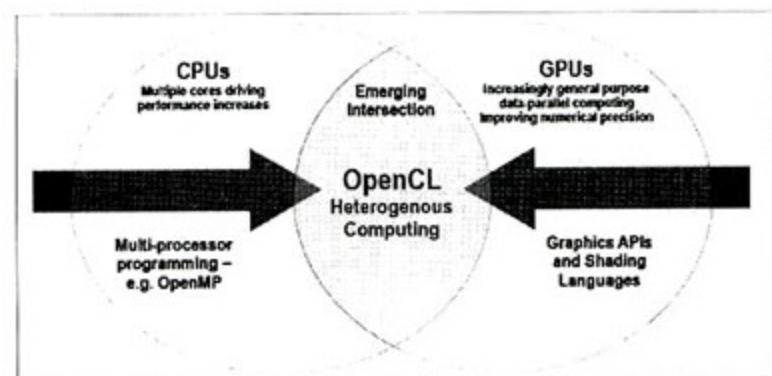 CPUs
Multiple cores driving
performance increases
Emerging
Intersection
GPUs
Increasingly general purpose
data-parallel computing
Improving numerical precision
OpenCL
Heterogenous
Computing
Multi-processor
programming –
e.g. OpenMP
Graphics APIs
and Shading
Languages